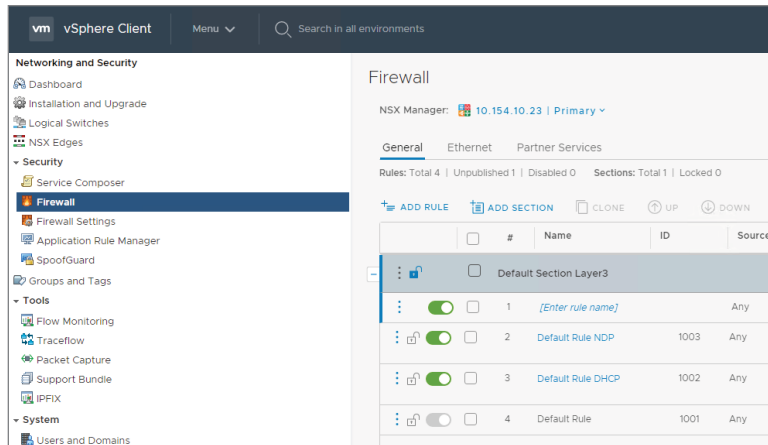 vm vSphere Client Menu Search in all environments
Networking and Security
Dashboard
Installation and Upgrade
Logical Switches
NSX Edges
Security
Service Composer
Firewall
Firewall Settings
Application Rule Manager
SpoofGuard
Groups and Tags
Tools
Flow Monitoring
Traceflow
Packet Capture
Support Bundle
IPFIX
System
Users and Domains
Firewall
NSX Manager: 10.154.10.23 | Primary
General Ethernet Partner Services
Rules: Total 4 | Unpublished 1 | Disabled 0 Sections: Total 1 | Locked 0
ADD RULE ADD SECTION CLONE UP DOWN
# Name ID Source
Default Section Layer3
1 [Enter rule name] Any
2 Default Rule NDP 1003 Any
3 Default Rule DHCP 1002 Any
4 Default Rule 1001 Any